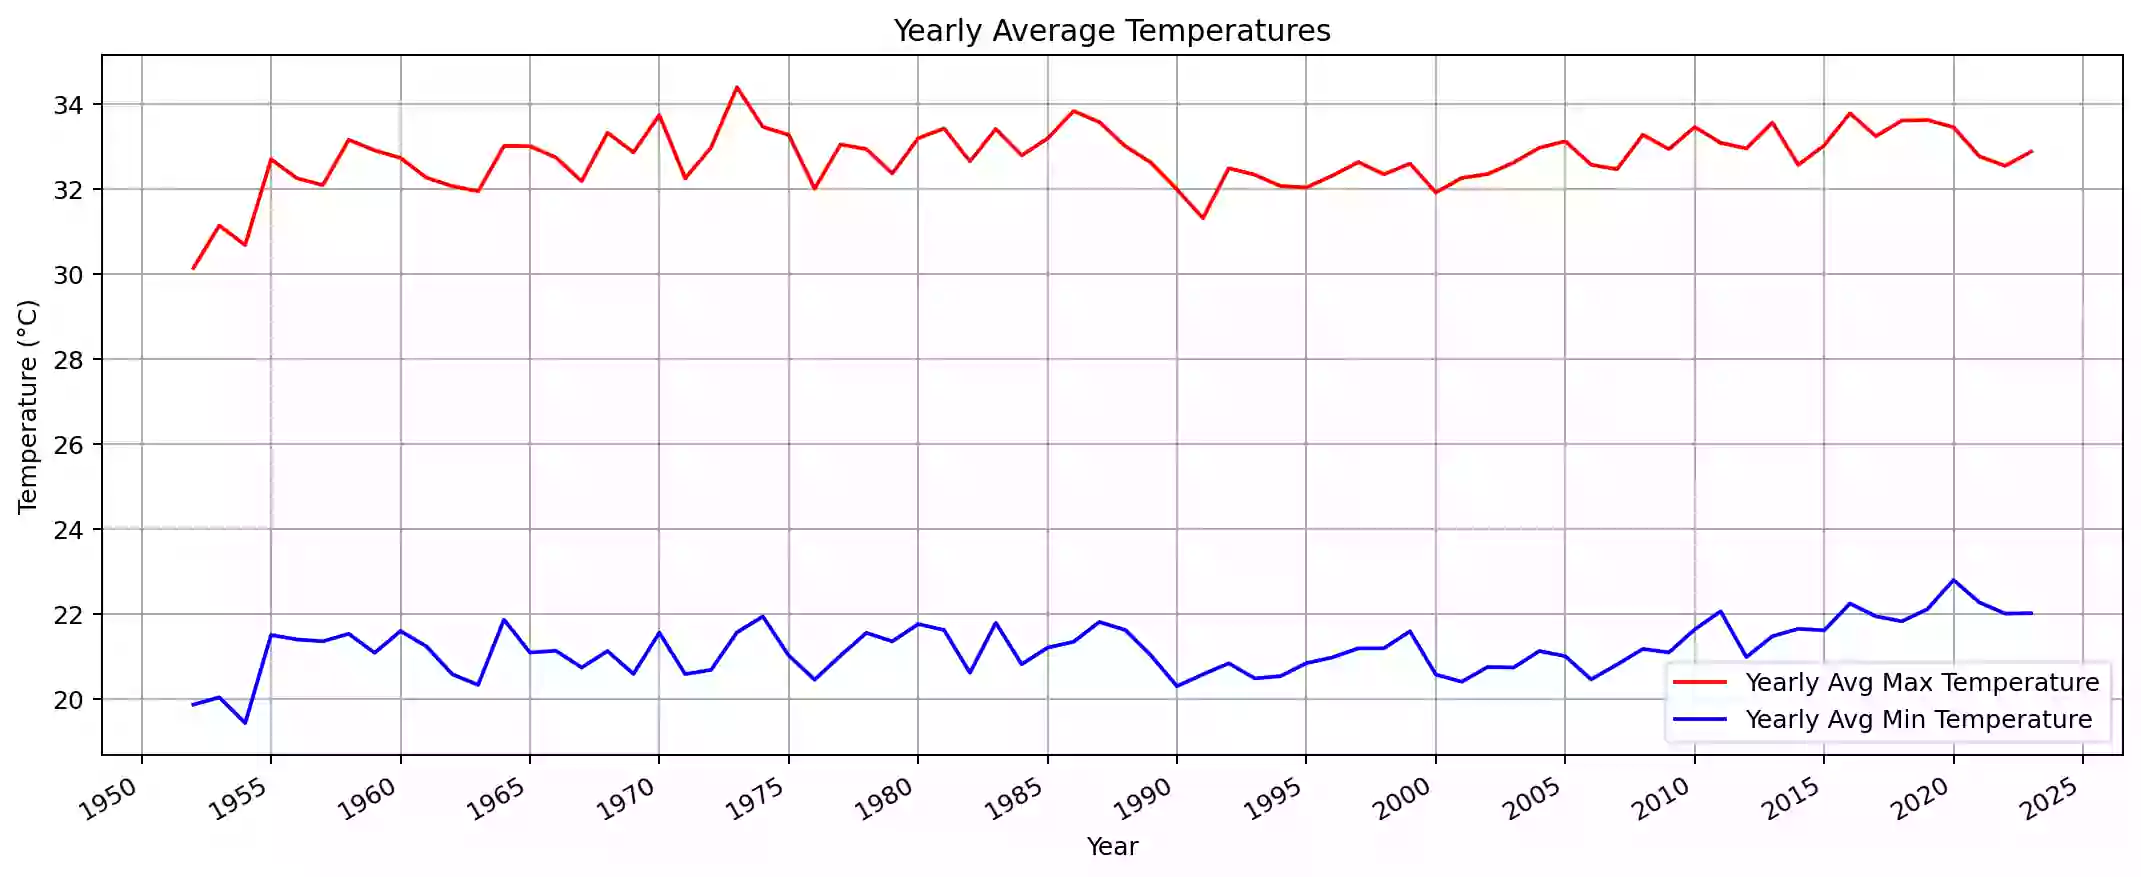 Yearly Average Temperatures
Temperature (°C)
34
32
30
28
26
24
22
20
Yearly Avg Max Temperature
Yearly Avg Min Temperature
1950 1955 1960 1965 1970 1975 1980 1985 1990 1995 2000 2005 2010 2015 2020 2025
Year